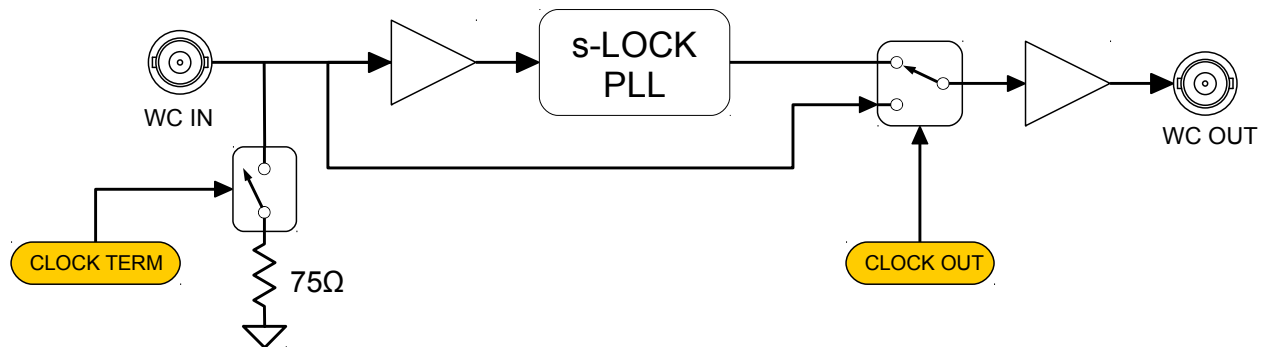 s-LOCK
PLL
WC IN
WC OUT
CLOCK TERM
75Ω
CLOCK OUT